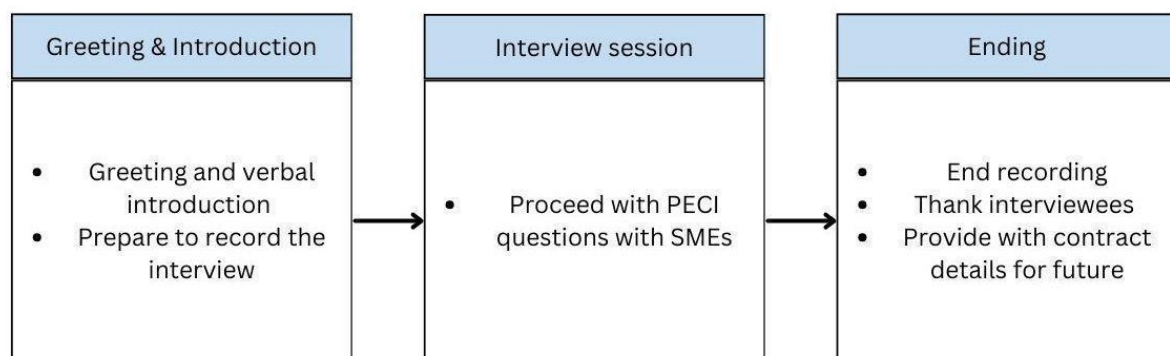 Greeting & Introduction
• Greeting and verbal
introduction
• Prepare to record the
interview
Interview session
• Proceed with PECI
questions with SMEs
Ending
• End recording
• Thank interviewees
• Provide with contract
details for future